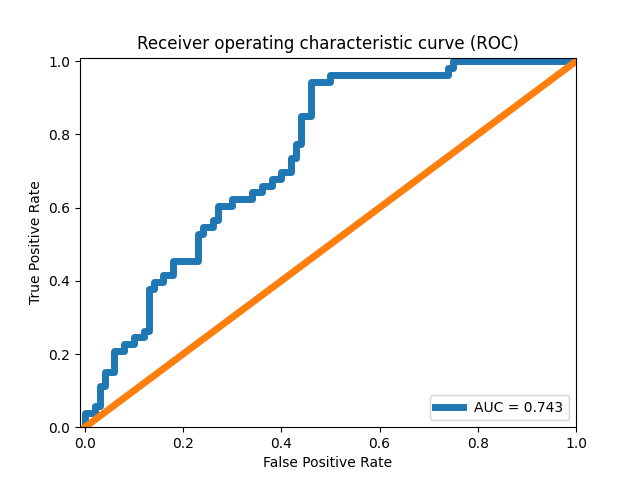 Receiver operating characteristic curve (ROC)
True Positive Rate
1.0
0.8
0.6
0.4
0.2
0.0
0.0 0.2 0.4 0.6 0.8 1.0
False Positive Rate
AUC = 0.743